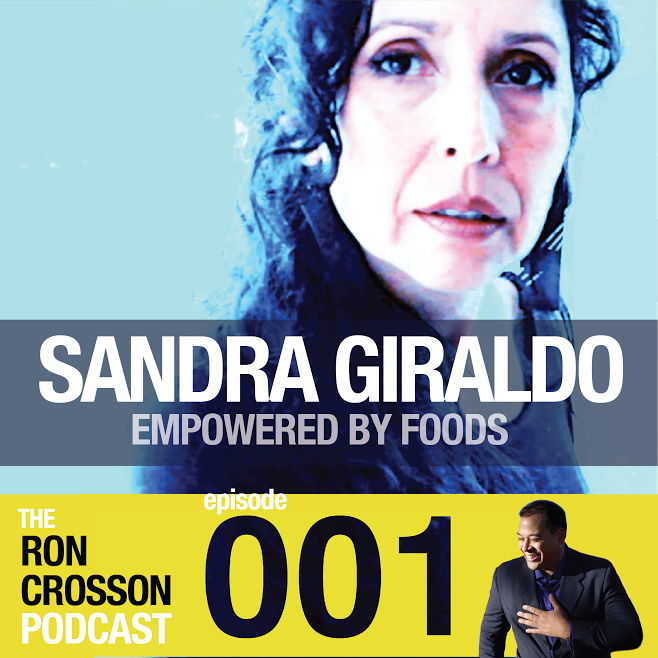 SANDRA GIRALDO
EMPOWERED BY FOODS
episode
001
THE
RON
CROSSON
PODCAST